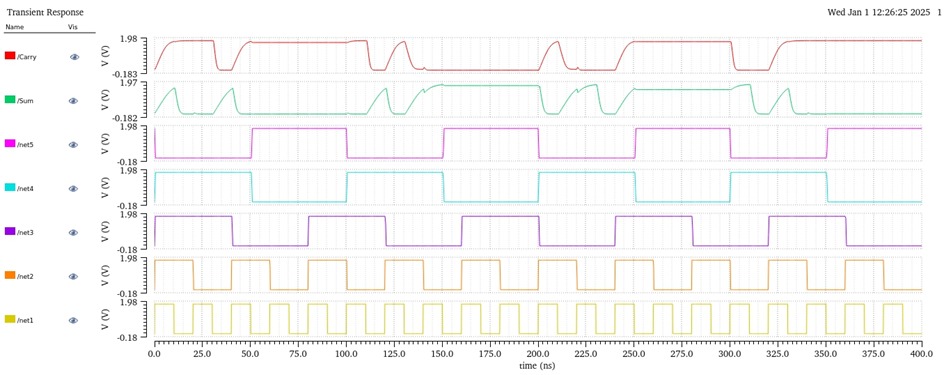 Transient Response
Wed Jan 1 12:26:25 2025 1
Name Vis
/Carry
/Sum
/net5
/net4
/net3
/net2
/net1
1.98
V (V)
-0.183
1.97
V (V)
-0.182
1.98
V (V)
-0.18
1.98
V (V)
-0.18
1.98
V (V)
-0.18
1.98
V (V)
-0.18
1.98
V (V)
-0.18
0.0 25.0 50.0 75.0 100.0 125.0 150.0 175.0 200.0 225.0 250.0 275.0 300.0 325.0 350.0 375.0 400.0
time (ns)